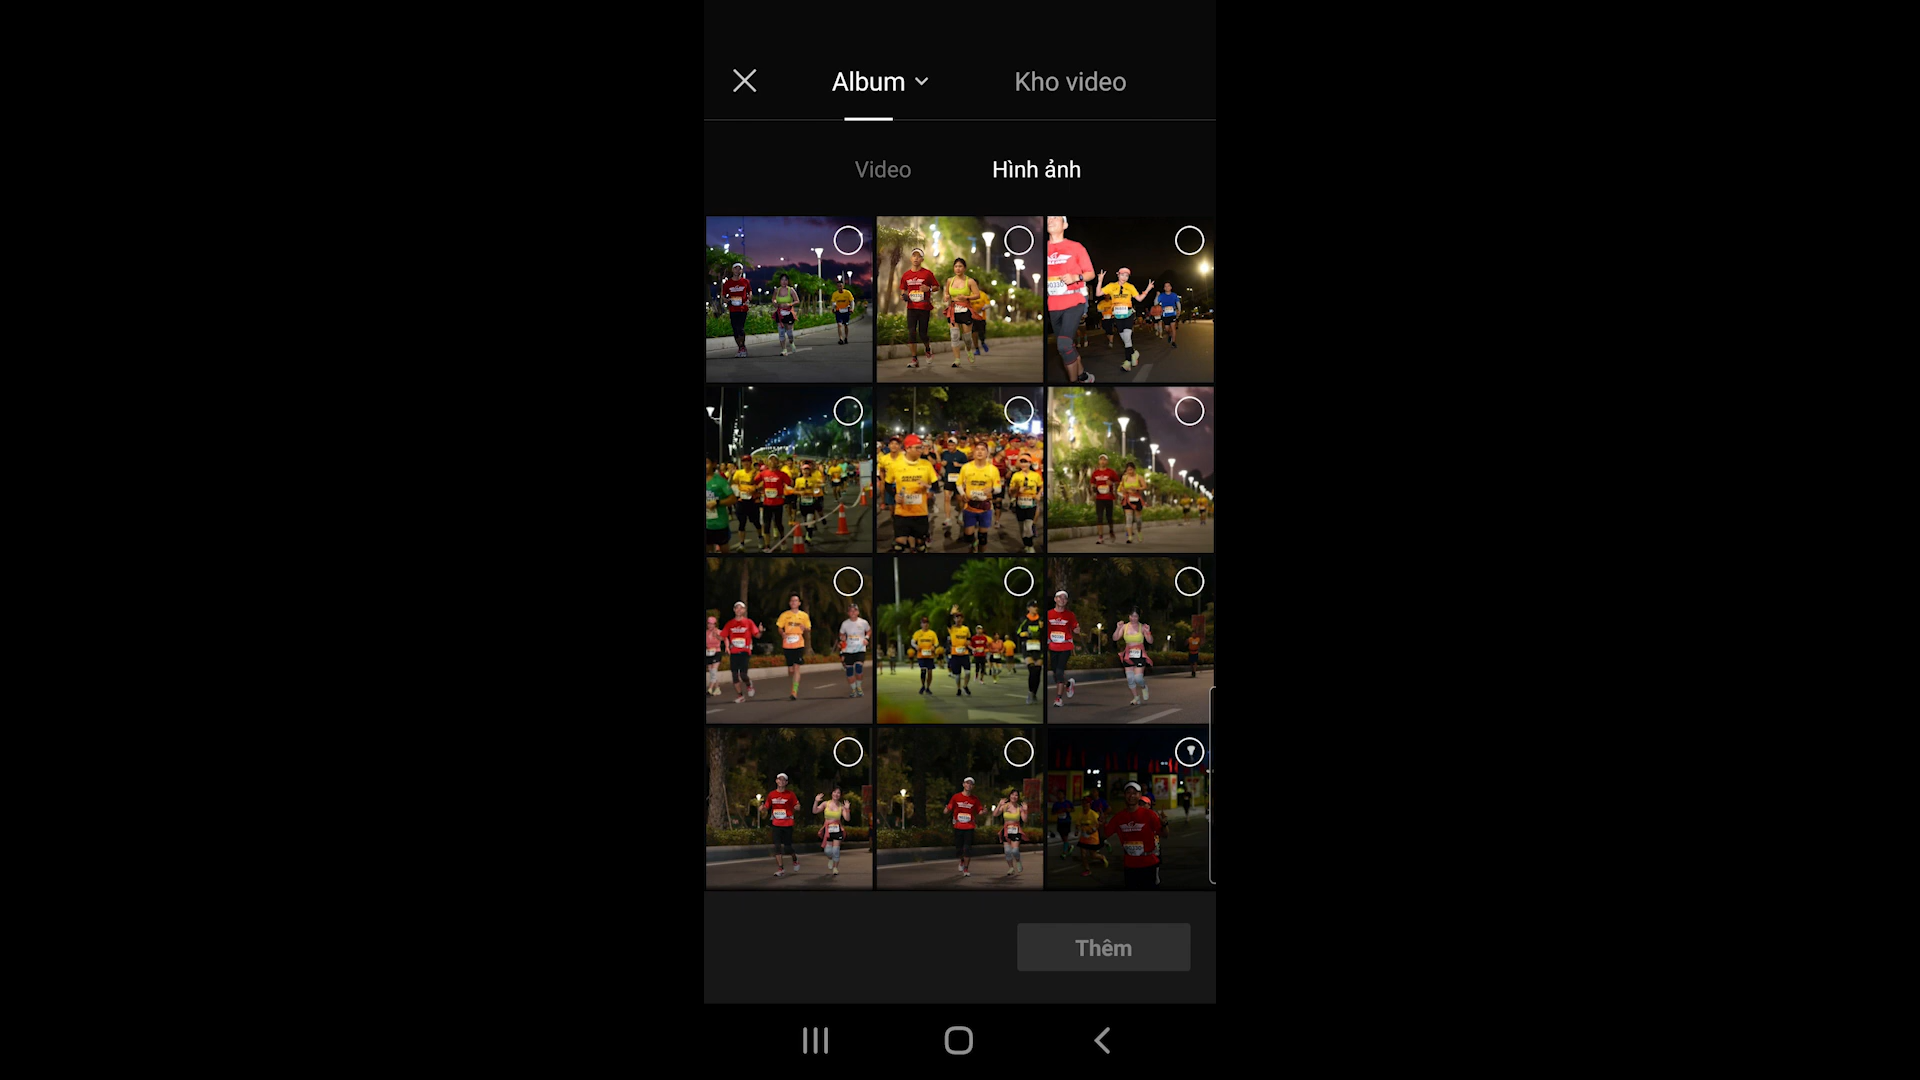 Album
Kho video
Video
Hình ảnh
Thêm